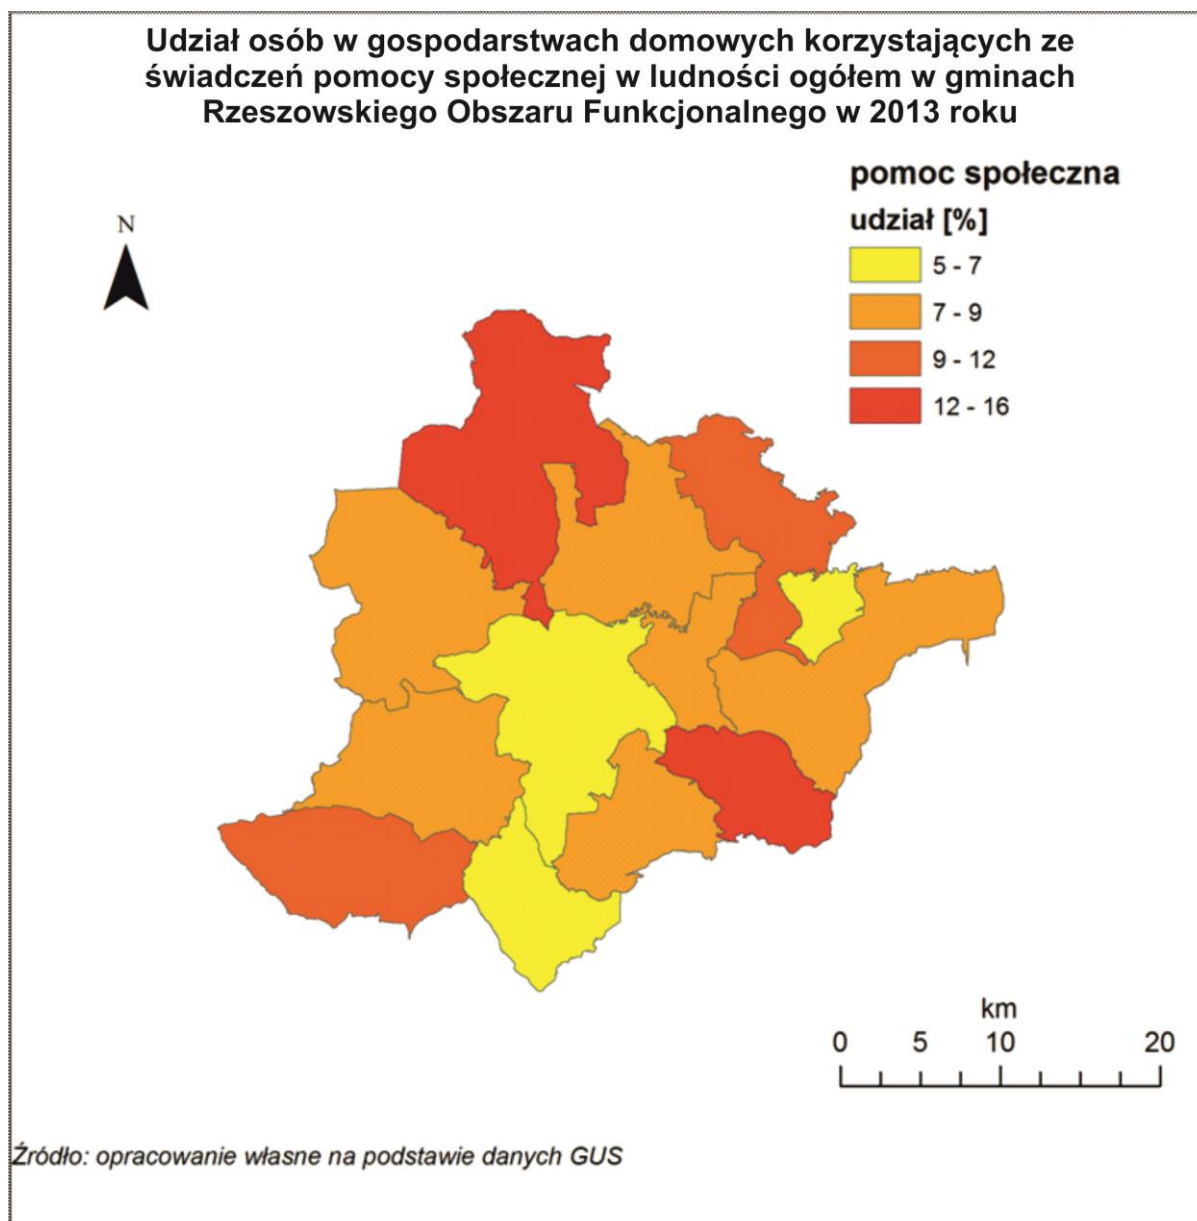 Udział osób w gospodarstwach domowych korzystających ze
świadczeń pomocy społecznej w ludności ogółem w gminach
Rzeszowskiego Obszaru Funkcjonalnego w 2013 roku
pomoc społeczna
udział [%]
5 - 7
7 - 9
9 - 12
12 - 16
N
km
0 5 10 20
Źródło: opracowanie własne na podstawie danych GUS